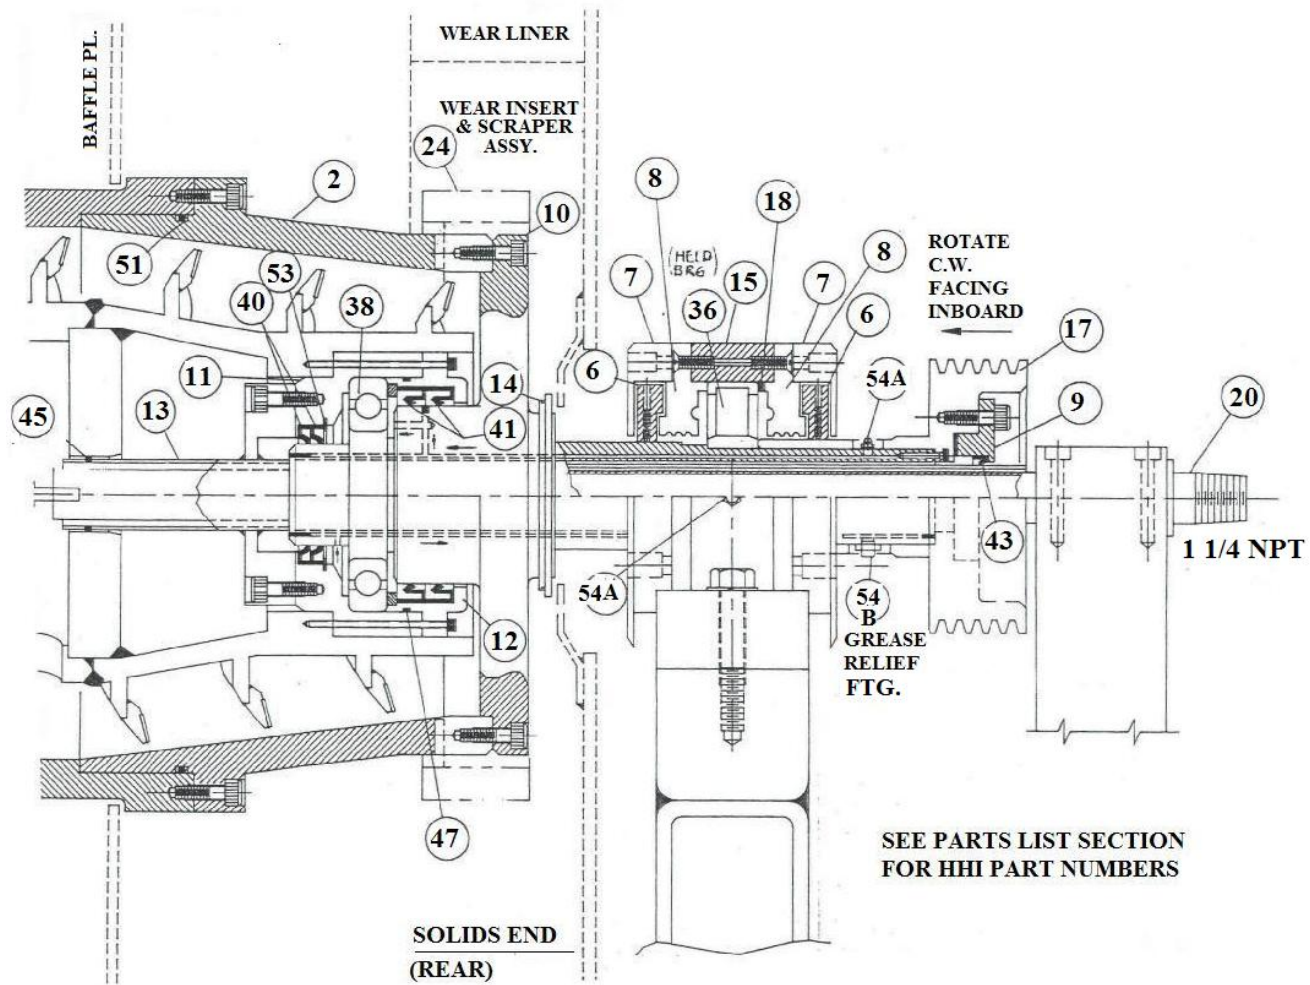 BAFFLE PL.
WEAR LINER
WEAR INSERT
& SCRAPER
ASSY.
24
2
10
8
18
8
51
53
40
38
(HELD
BRG)
7
15
36
7
6
ROTATE
C.W.
FACING
INBOARD
17
11
6
54A
45
13
14
41
9
20
43
1 1/4 NPT
54A
54
B
GREASE
RELIEF
FTG.
12
47
SEE PARTS LIST SECTION
FOR HHI PART NUMBERS
SOLIDS END
(REAR)